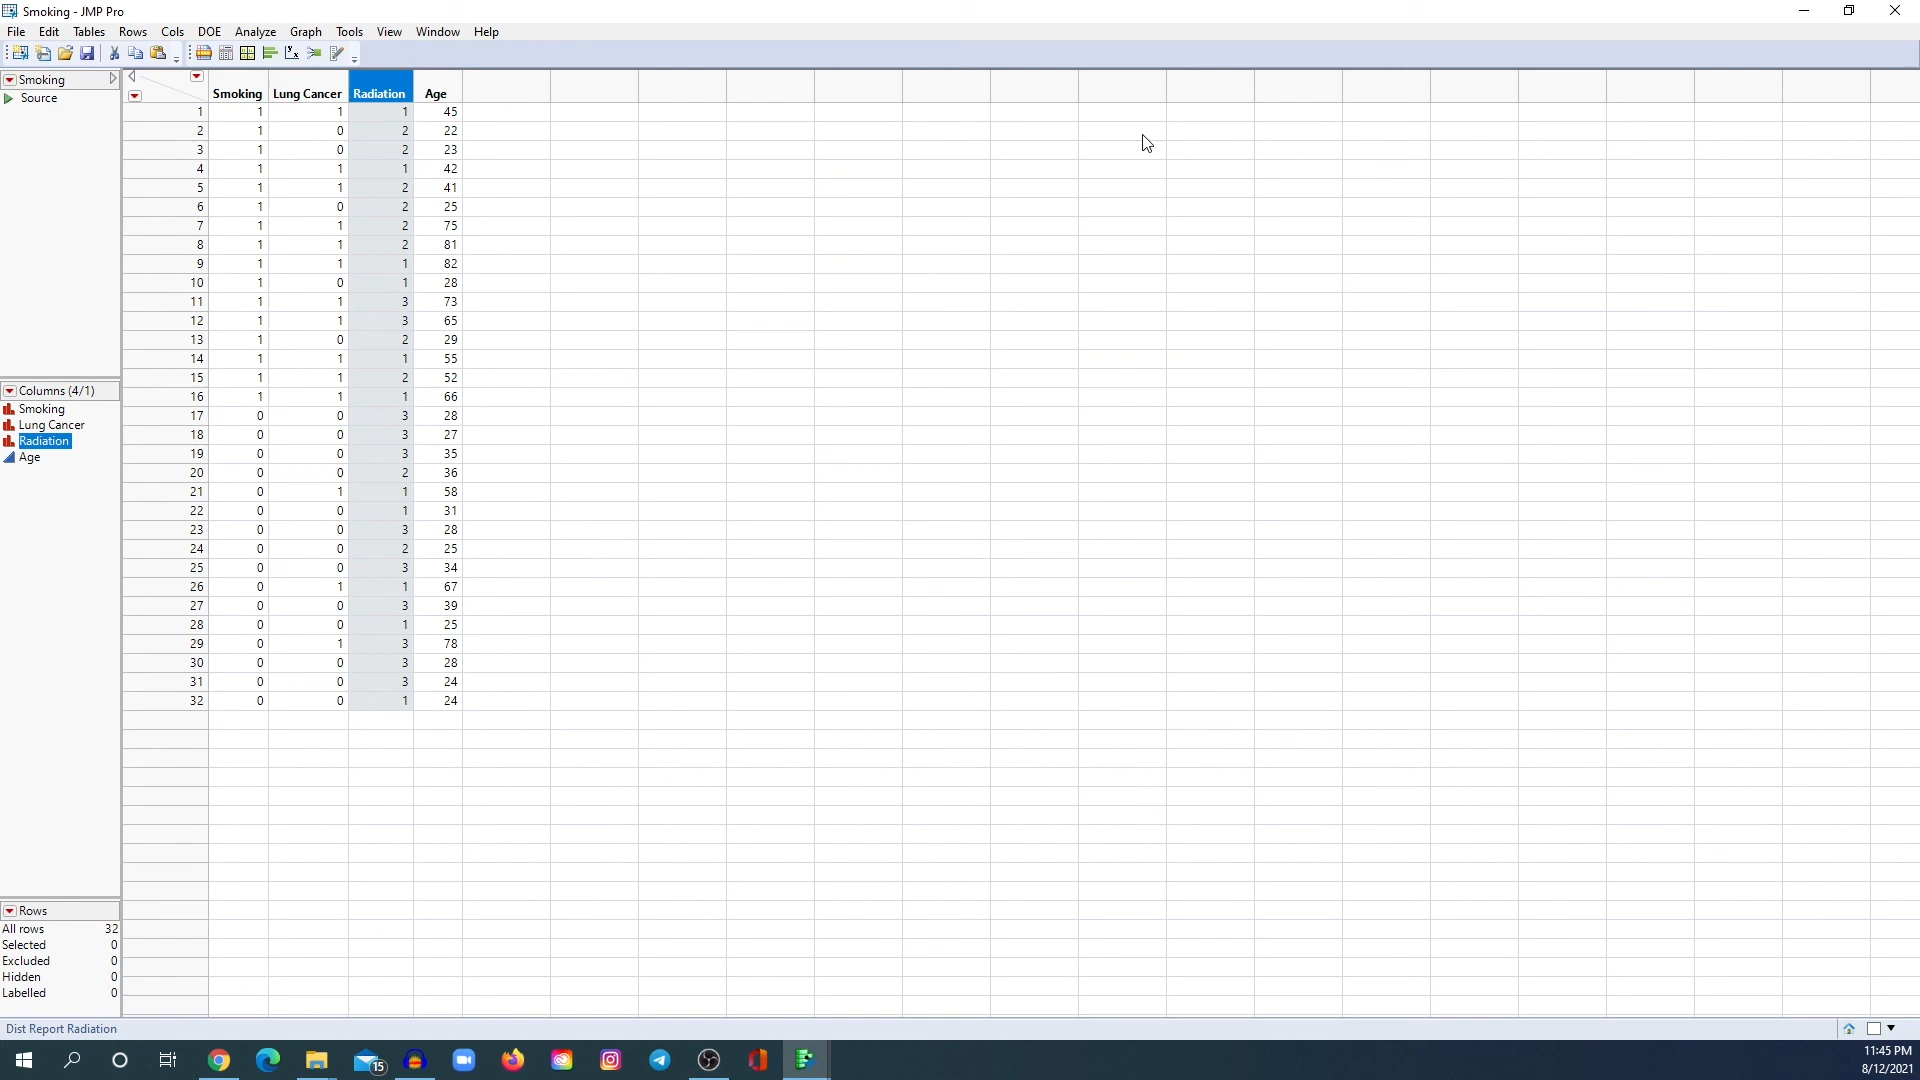 Smoking - JMP Pro
File Edit Tables Rows Cols DOE Analyze Graph Tools View Window Help
Smoking
Source
Smoking Lung Cancer Radiation Age
1 1 1 1 45
2 1 0 2 22
3 1 0 2 23
4 1 1 1 42
5 1 1 2 41
6 1 0 2 25
7 1 1 2 75
8 1 1 2 81
9 1 1 1 82
10 1 0 1 28
11 1 1 3 73
12 1 1 3 65
13 1 0 2 29
14 1 1 1 55
15 1 1 2 52
16 1 1 1 66
17 0 0 3 28
18 0 0 3 27
19 0 0 3 35
20 0 0 2 36
21 0 1 1 58
22 0 0 1 31
23 0 0 3 28
24 0 0 2 25
25 0 0 3 34
26 0 1 1 67
27 0 0 3 39
28 0 0 1 25
29 0 1 3 78
30 0 0 3 28
31 0 0 3 24
32 0 0 1 24
Columns (4/1)
Smoking
Lung Cancer
Radiation
Age
Rows
All rows 32
Selected 0
Excluded 0
Hidden 0
Labelled 0
Dist Report Radiation
15
11:45 PM
8/12/2021